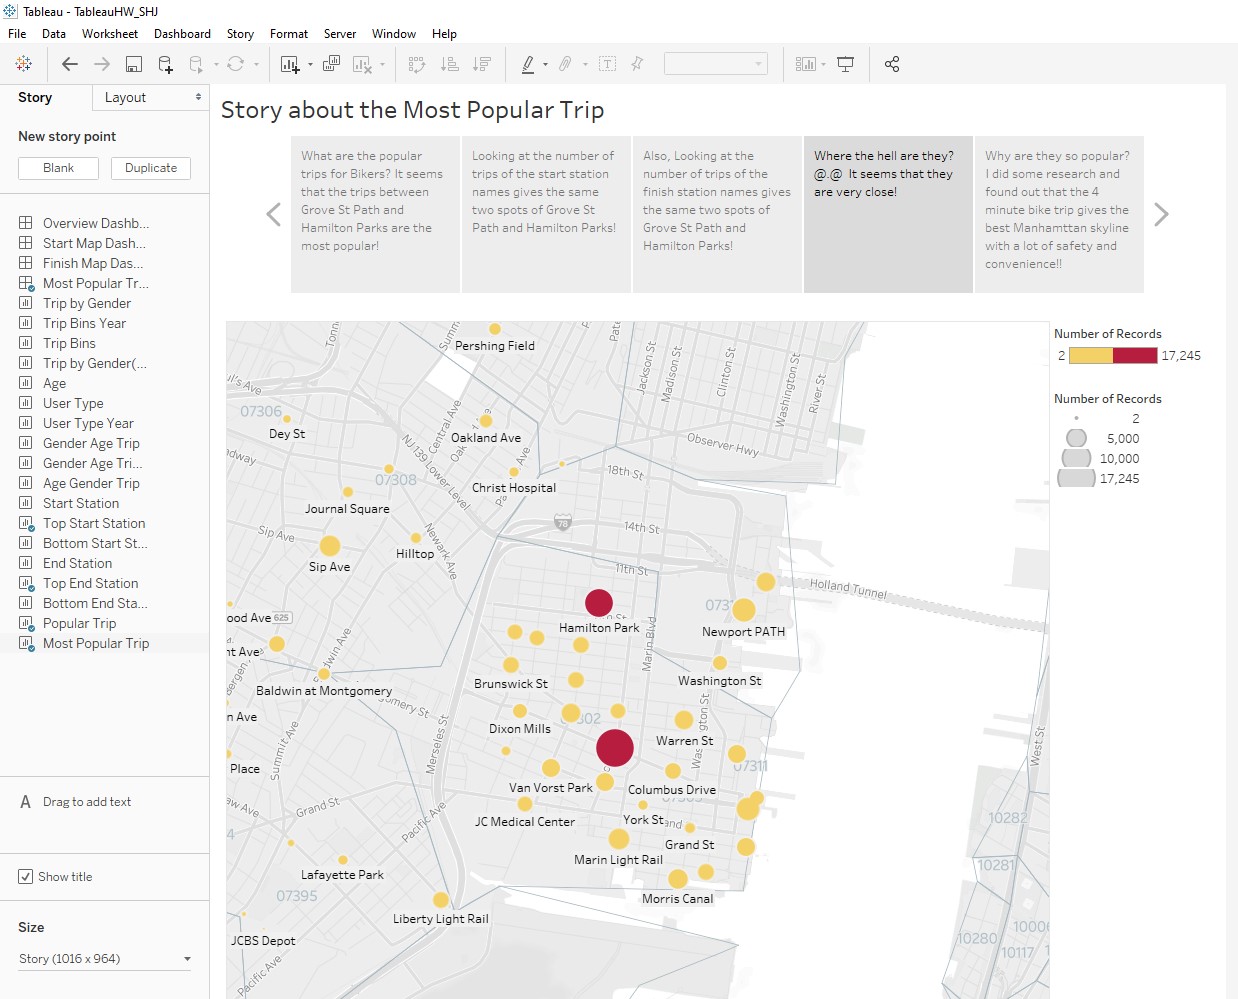 Tableau - TableauHW_SHJ
File Data Worksheet Dashboard Story Format Server Window Help
Story
Layout
New story point
Blank
Duplicate
Overview Dashb...
Start Map Dash...
Finish Map Das...
Most Popular Tr...
Trip by Gender
Trip Bins Year
Trip Bins
Trip by Gender(...
Age
User Type
User Type Year
Gender Age Trip
Gender Age Tri...
Age Gender Trip
Start Station
Top Start Station
Bottom Start St...
End Station
Top End Station
Bottom End Sta...
Popular Trip
Most Popular Trip
A Drag to add text
Show title
Size
Story (1016 x 964)
Story about the Most Popular Trip
What are the popular
trips for Bikers? It seems
that the trips between
Grove St Path and
Hamilton Parks are the
most popular!
Looking at the number of
trips of the start station
names gives the same
two spots of Grove St
Path and Hamilton Parks!
Also, Looking at the
number of trips of the
finish station names gives
the same two spots of
Grove St Path and
Hamilton Parks!
Where the hell are they?
@.@ It seems that they
are very close!
Why are they so popular?
I did some research and
found out that the 4
minute bike trip gives the
best Manhamttan skyline
with a lot of safety and
convenience!!
Number of Records
2 17,245
Number of Records
2
5,000
10,000
17,245
Tonn
Summ
Pate
Pershing Field
Jackson St
Madison St
Clinton St
Washington St
River St
ul's Ave
07306
Dey St
Central Ave
Oakland Ave
Observer Hwy
NJ 139 Lower Level
dway
07308
Christ Hospital
18th St
Journal Square
78
14th St
Sip Ave
Newark Ave
Hilltop
Sip Ave
11th St
Holland Tunnel
ood Ave
625
Hamilton Park
Newport PATH
Marin Blvd
nt Ave
Bergen
dwin Ave
Brunswick St
Washington St
Baldwin at Montgomery
gomery St
n Ave
Dixon Mills
302
Warren St
Summit Ave
Merseles St
West St
Place
07311
Van Vorst Park
Columbus Drive
aw Ave
Grand St
Pacific Ave
JC Medical Center
York St
and
Grand St
10282
Marin Light Rail
Lafayette Park
10281
07395
Morris Canal
Liberty Light Rail
JCBS Depot
10280
1000
10117
Pacific Ave